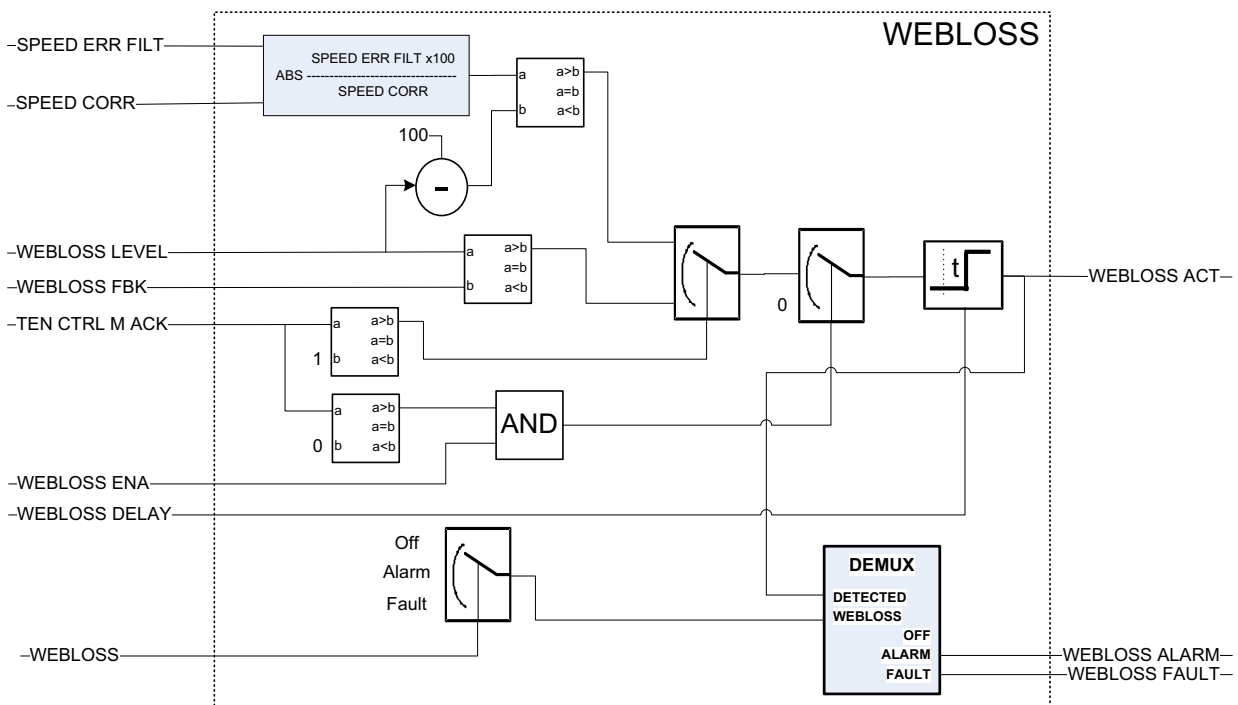 WEBLOSS
SPEED ERR FILT
SPEED CORR
ABS
SPEED ERR FILT x100
-------------------------------
SPEED CORR
a
b
a>b
a=b
a<b
100
-
WEBLOSS LEVEL
WEBLOSS FBK
a
b
a>b
a=b
a<b
TEN CTRL M ACK
1
a
b
a>b
a=b
a<b
0
a
b
a>b
a=b
a<b
AND
0
t
WEBLOSS ACT
WEBLOSS ENA
WEBLOSS DELAY
Off
Alarm
Fault
WEBLOSS
DEMUX
DETECTED
WEBLOSS
OFF
ALARM
FAULT
WEBLOSS ALARM
WEBLOSS FAULT